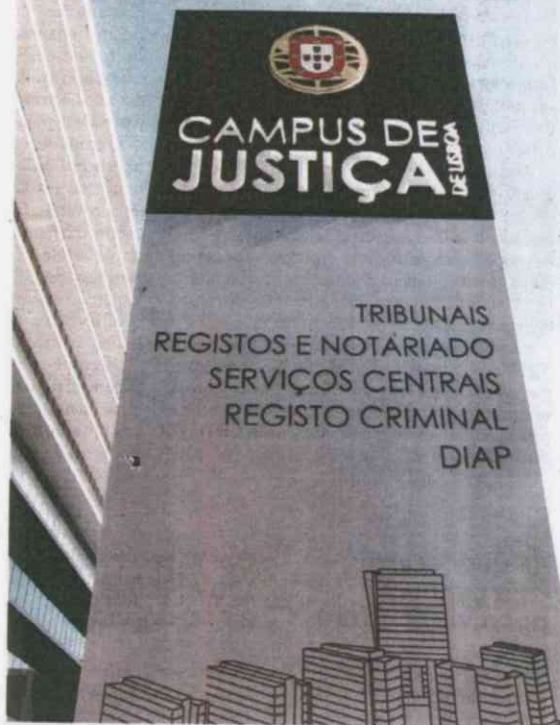 CAMPUS DE
JUSTIÇA DE LISBOA
TRIBUNAIS
REGISTOS E NOTARIADO
SERVIÇOS CENTRAIS
REGISTO CRIMINAL
DIAP